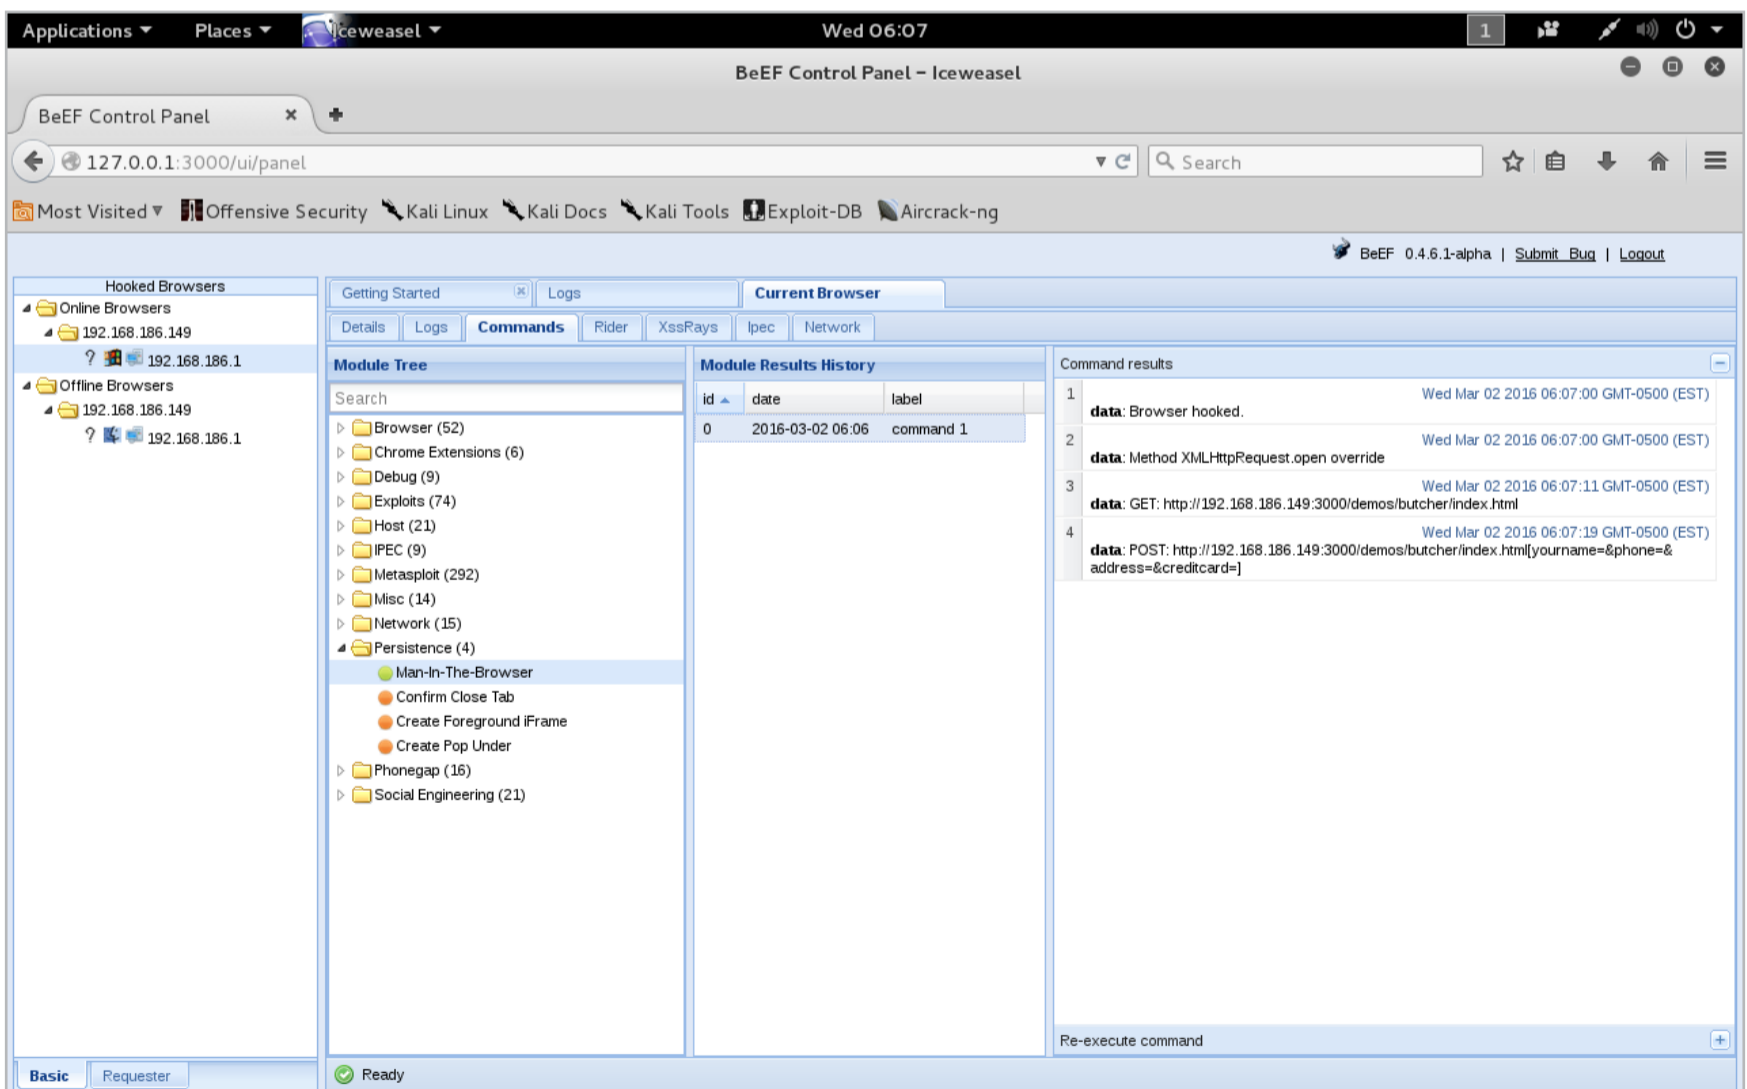 Applications Places Iceweasel Wed 06:07 1
BeEF Control Panel – Iceweasel
BeEF Control Panel
127.0.0.1:3000/ui/panel Search
Most Visited Offensive Security Kali Linux Kali Docs Kali Tools Exploit-DB Aircrack-ng
BeEF 0.4.6.1-alpha | Submit Bug | Logout
Hooked Browsers
Online Browsers
192.168.186.149
? 192.168.186.1
Offline Browsers
192.168.186.149
? 192.168.186.1
Basic Requester
Getting Started Logs Current Browser
Details Logs Commands Rider XssRays Ipec Network
Module Tree
Search
Browser (52)
Chrome Extensions (6)
Debug (9)
Exploits (74)
Host (21)
IPEC (9)
Metasploit (292)
Misc (14)
Network (15)
Persistence (4)
Man-In-The-Browser
Confirm Close Tab
Create Foreground iFrame
Create Pop Under
Phonegap (16)
Social Engineering (21)
Module Results History
id date label
0 2016-03-02 06:06 command 1
Command results
1 Wed Mar 02 2016 06:07:00 GMT-0500 (EST)
data: Browser hooked.
2 Wed Mar 02 2016 06:07:00 GMT-0500 (EST)
data: Method XMLHttpRequest.open override
3 Wed Mar 02 2016 06:07:11 GMT-0500 (EST)
data: GET: http://192.168.186.149:3000/demos/butcher/index.html
4 Wed Mar 02 2016 06:07:19 GMT-0500 (EST)
data: POST: http://192.168.186.149:3000/demos/butcher/index.html[yourname=&phone=&
address=&creditcard=]
Re-execute command
Ready